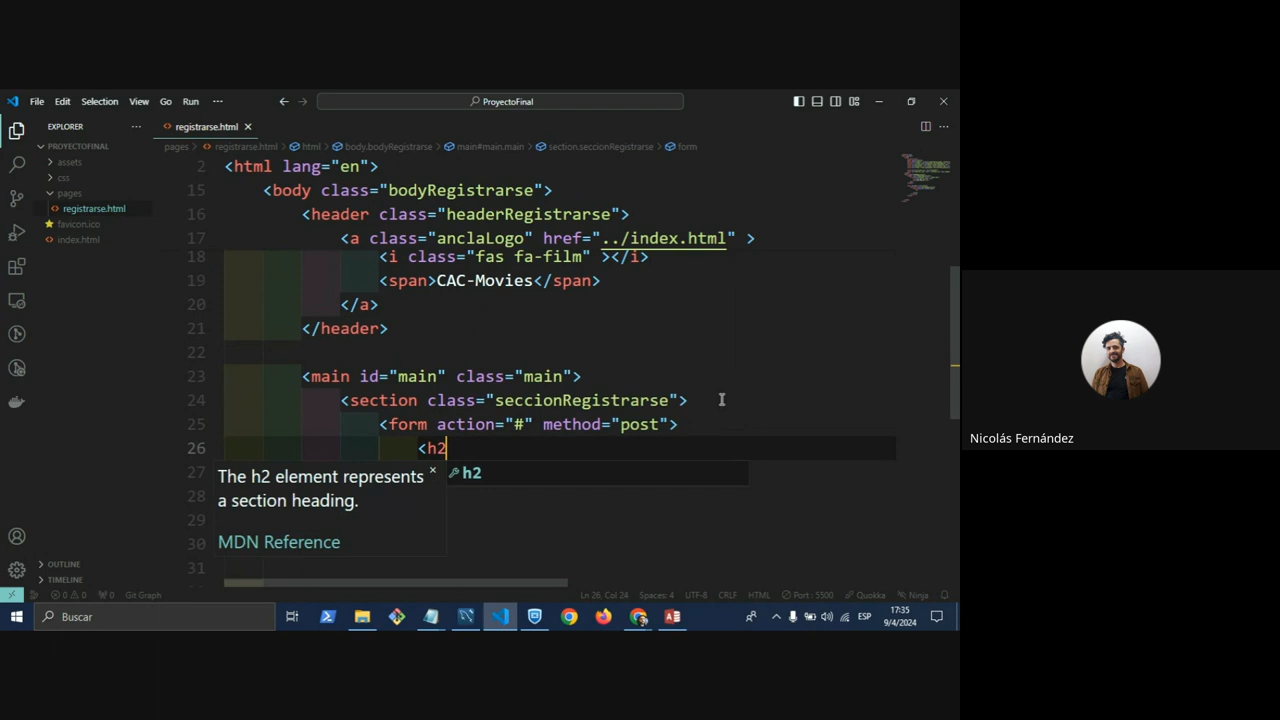 File Edit Selection View Go Run ··· ProyectoFinal
EXPLORER ···
registrarse.html
PROYECTOFINAL
assets
css
pages
registrarse.html
favicon.ico
index.html
OUTLINE
TIMELINE
pages > registrarse.html > html > body.bodyRegistrarse > main#main.main > section.seccionRegistrarse > form
2 <html lang="en">
15 <body class="bodyRegistrarse">
16 <header class="headerRegistrarse">
17 <a class="anclaLogo" href="../index.html" >
18 <i class="fas fa-film" ></i>
19 <span>CAC-Movies</span>
20 </a>
21 </header>
22
23 <main id="main" class="main">
24 <section class="seccionRegistrarse">
25 <form action="#" method="post">
26 <h2
27
28
29
30
31
h2
The h2 element represents
a section heading.
MDN Reference
0 0 0 Git Graph Ln 26, Col 24 Spaces: 4 UTF-8 CRLF HTML Port : 5500 Quokka Ninja
Buscar
ESP
17:35
9/4/2024
Nicolás Fernández